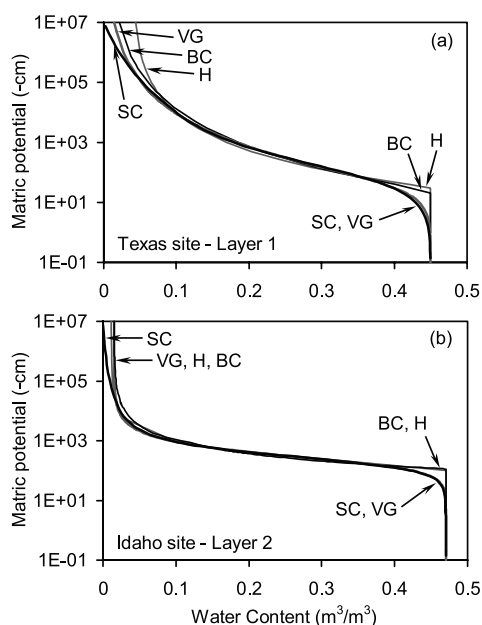 (a)
VG
BC
H
SC
BC
H
SC, VG
Texas site - Layer 1
Matric potential (-cm)
1E+07
1E+05
1E+03
1E+01
1E-01
0
0.1
0.2
0.3
0.4
0.5
(b)
SC
VG, H, BC
BC, H
SC, VG
Idaho site - Layer 2
Matric potential (-cm)
1E+07
1E+05
1E+03
1E+01
1E-01
0
0.1
0.2
0.3
0.4
0.5
Water Content (m³/m³)